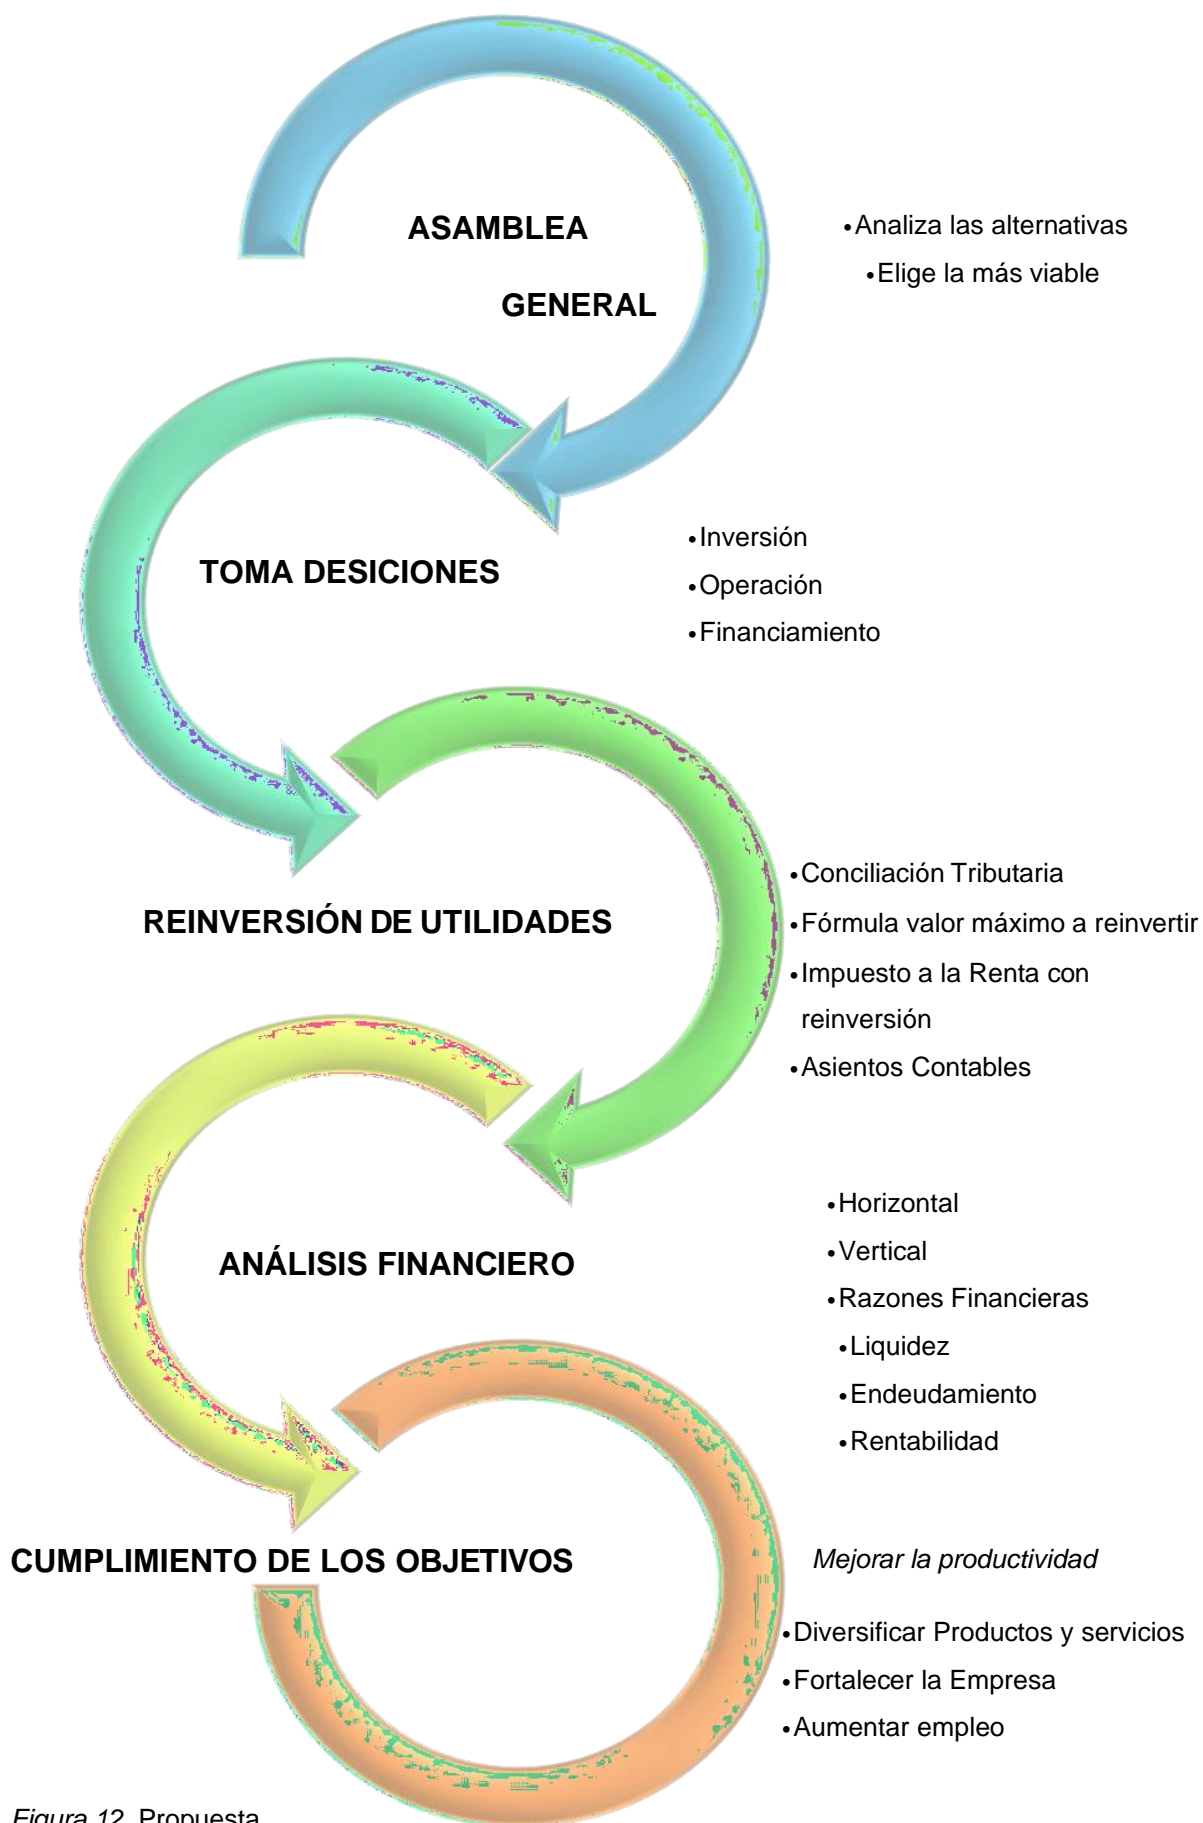 ASAMBLEA
GENERAL
•Analiza las alternativas
•Elige la más viable
TOMA DESICIONES
•Inversión
•Operación
•Financiamiento
REINVERSIÓN DE UTILIDADES
•Conciliación Tributaria
•Fórmula valor máximo a reinvertir
•Impuesto a la Renta con
reinversión
•Asientos Contables
ANÁLISIS FINANCIERO
•Horizontal
•Vertical
•Razones Financieras
•Liquidez
•Endeudamiento
•Rentabilidad
CUMPLIMIENTO DE LOS OBJETIVOS
Mejorar la productividad
•Diversificar Productos y servicios
•Fortalecer la Empresa
•Aumentar empleo
Figura 12. Propuesta